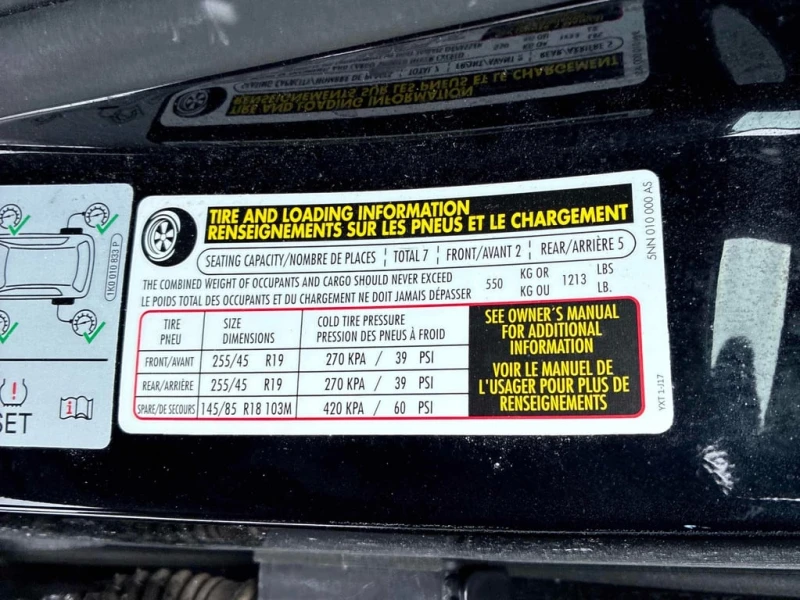 TIRE AND LOADING INFORMATION
RENSEIGNEMENTS SUR LES PNEUS ET LE CHARGEMENT
SEATING CAPACITY/NOMBRE DE PLACES TOTAL 7 FRONT/AVANT 2 REAR/ARRIÈRE 5
THE COMBINED WEIGHT OF OCCUPANTS AND CARGO SHOULD NEVER EXCEED 550 KG OR 1213 LBS
LE POIDS TOTAL DES OCCUPANTS ET DU CHARGEMENT NE DOIT JAMAIS DÉPASSER KG OU LB.
TIRE SIZE COLD TIRE PRESSURE
PNEU DIMENSIONS PRESSION DES PNEUS À FROID
FRONT/AVANT 255/45 R19 270 KPA / 39 PSI
REAR/ARRIÈRE 255/45 R19 270 KPA / 39 PSI
SPARE/DE SECOURS 145/85 R18 103M 420 KPA / 60 PSI
SEE OWNER'S MANUAL
FOR ADDITIONAL
INFORMATION
VOIR LE MANUEL DE
L'USAGER POUR PLUS DE
RENSEIGNEMENTS
5NN 010 000 AS
YXT 1-J17
1K0 010 833 P
SET